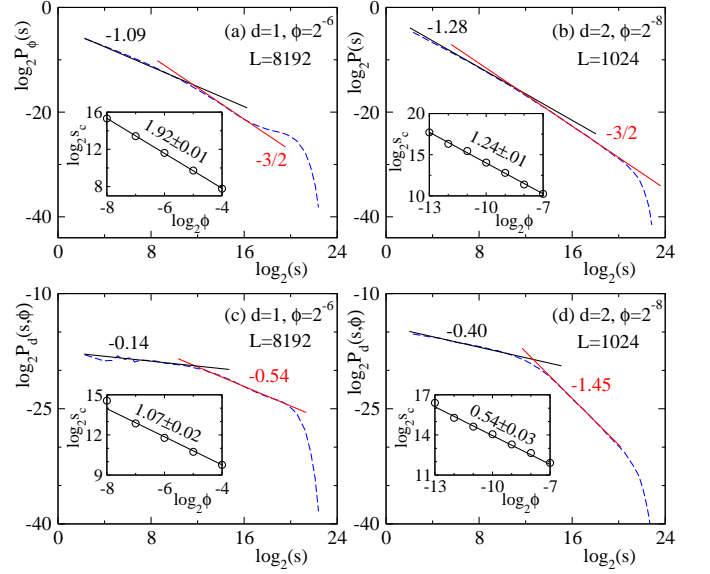 0
-20
-40
log₂P_ϕ(s)
(a) d=1, ϕ=2⁻⁶
L=8192
-1.09
-3/2
16
12
8
log₂s_c
1.92±0.01
-8 -6 -4
log₂ϕ
0 8 16 24
log₂(s)
0
-20
-40
log₂P(s)
(b) d=2, ϕ=2⁻⁸
L=1024
-1.28
-3/2
20
15
10
log₂s_c
1.24±01
-13 -10 -7
log₂ϕ
0 8 16 24
log₂(s)
-10
-25
-40
log₂P_d(s,ϕ)
(c) d=1, ϕ=2⁻⁶
L=8192
-0.14
-0.54
15
12
9
log₂s_c
1.07±0.02
-8 -6 -4
log₂ϕ
0 8 16 24
log₂(s)
-10
-25
-40
log₂P_d(s,ϕ)
(d) d=2, ϕ=2⁻⁸
L=1024
-0.40
-1.45
17
14
11
log₂s_c
0.54±0.03
-13 -10 -7
log₂ϕ
0 8 16 24
log₂(s)